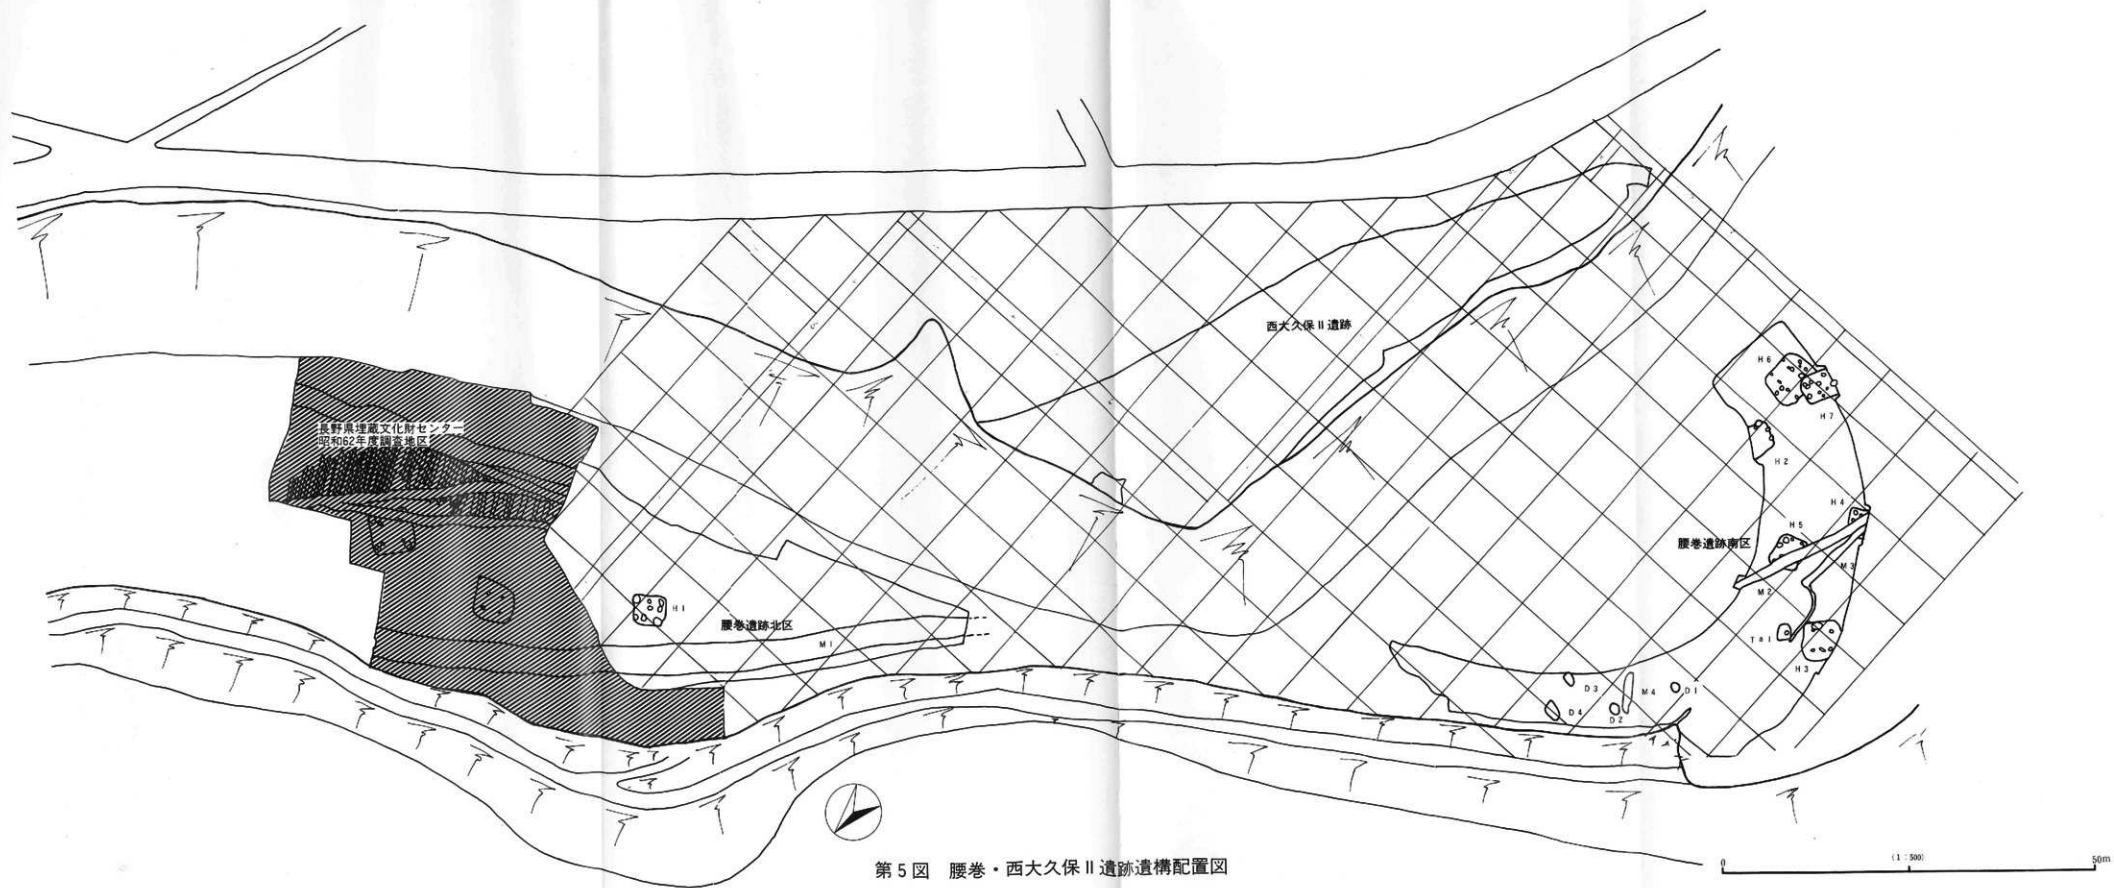 西大久保Ⅱ遺跡
H6
H7
長野県埋蔵文化財センター
昭和62年度調査地区
H2
H4
H5
腰巻遺跡南区
M3
M2
H1
腰巻遺跡北区
M1
Ta1
H3
D3
M4
D1
D4
D2
第5図 腰巻・西大久保Ⅱ遺跡遺構配置図
0
(1:500)
50m